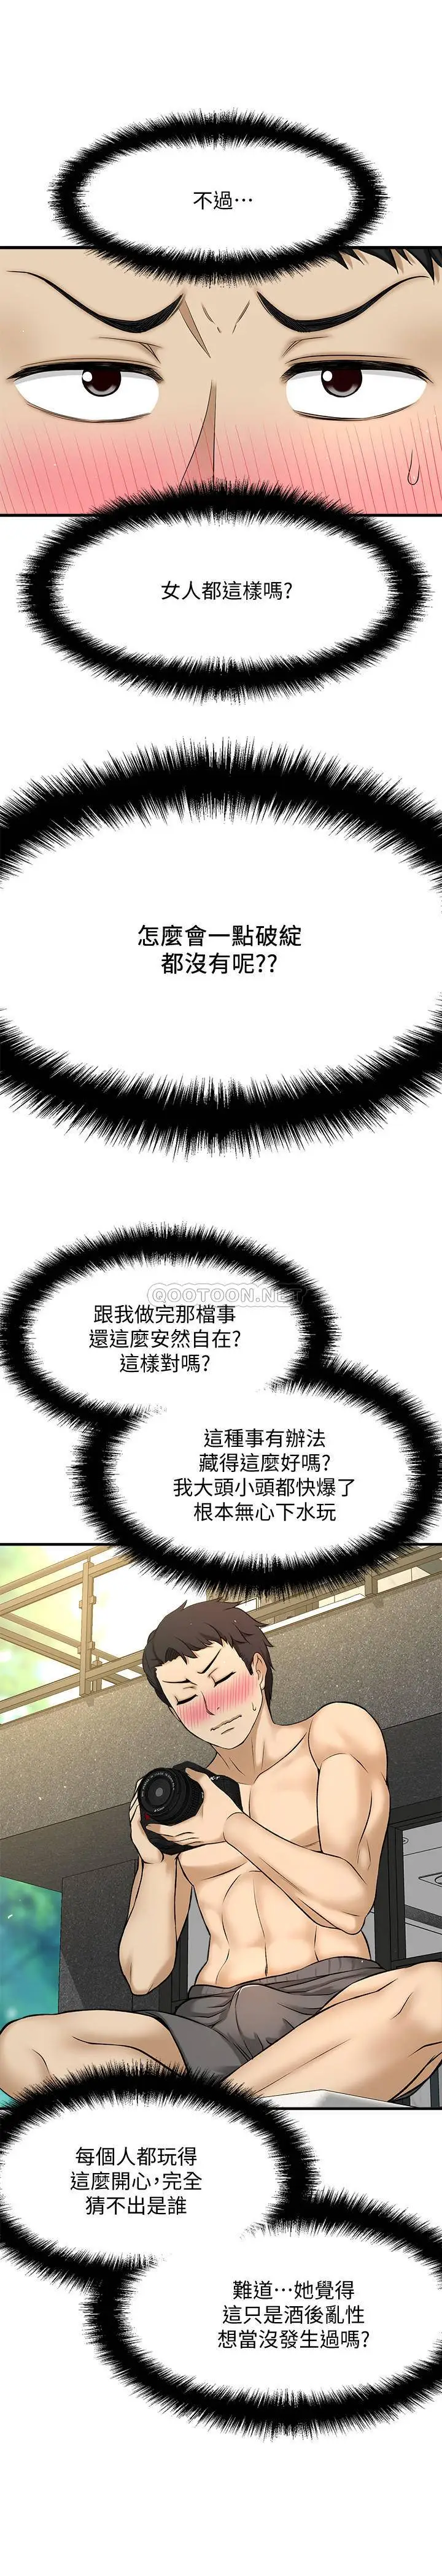 不過…
女人都這樣嗎?
怎麼會一點破綻
都沒有呢??
QOOTOON.NET
跟我做完那檔事
還這麼安然自在?
這樣對嗎?
這種事有辦法
藏得這麼好嗎?
我大頭小頭都快爆了
根本無心下水玩
每個人都玩得
這麼開心,完全
猜不出是誰
難道…她覺得
這只是酒後亂性
想當沒發生過嗎?